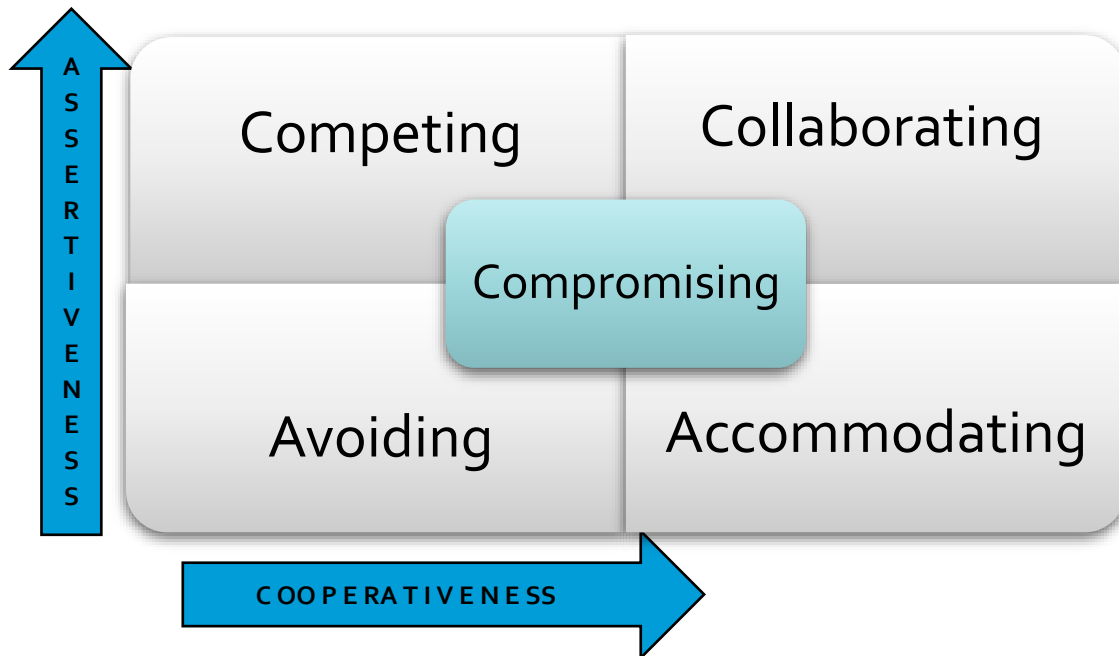 ASSERTIVENESS
Competing
Collaborating
Compromising
Avoiding
Accommodating
COOPERATIVENESS